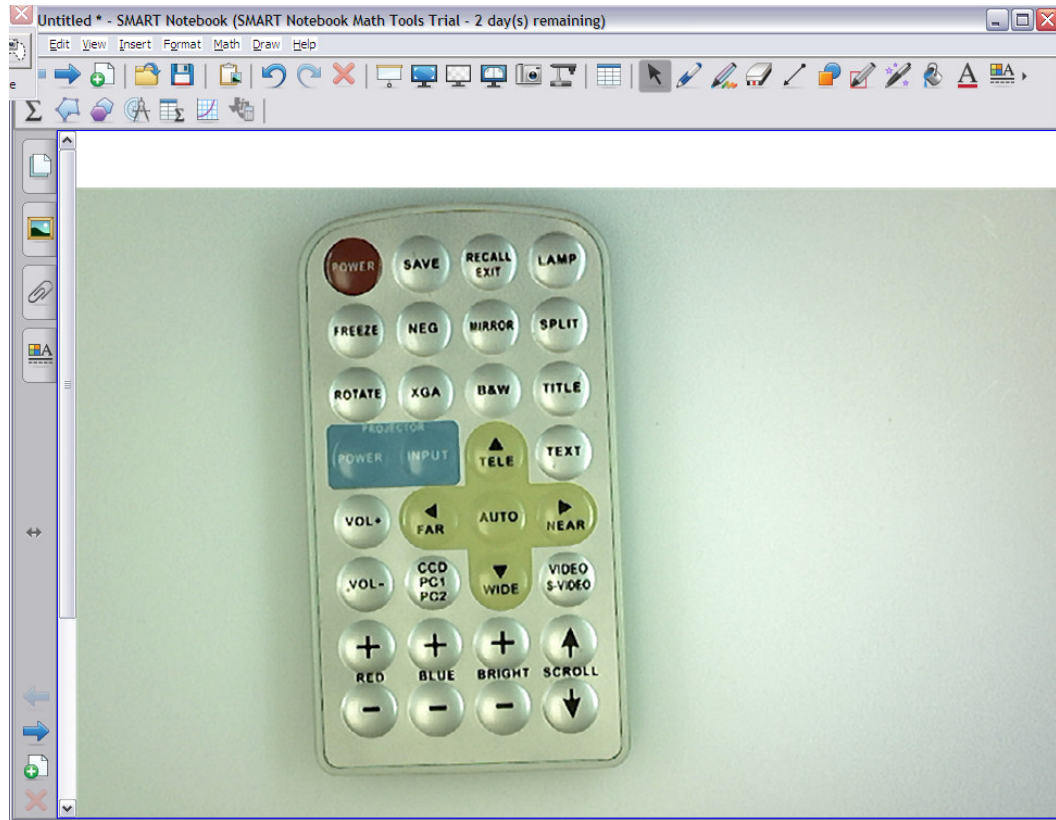 Untitled * - SMART Notebook (SMART Notebook Math Tools Trial - 2 day(s) remaining)
Edit View Insert Format Math Draw Help
e
Σ
A
POWER SAVE RECALL EXIT LAMP
FREEZE NEG MIRROR SPLIT
ROTATE XGA B&W TITLE
PROJECTOR
POWER INPUT TELE TEXT
VOL+ FAR AUTO NEAR
VOL- CCD PC1 PC2 WIDE VIDEO S-VIDEO
+ + +
RED BLUE BRIGHT SCROLL
- - -